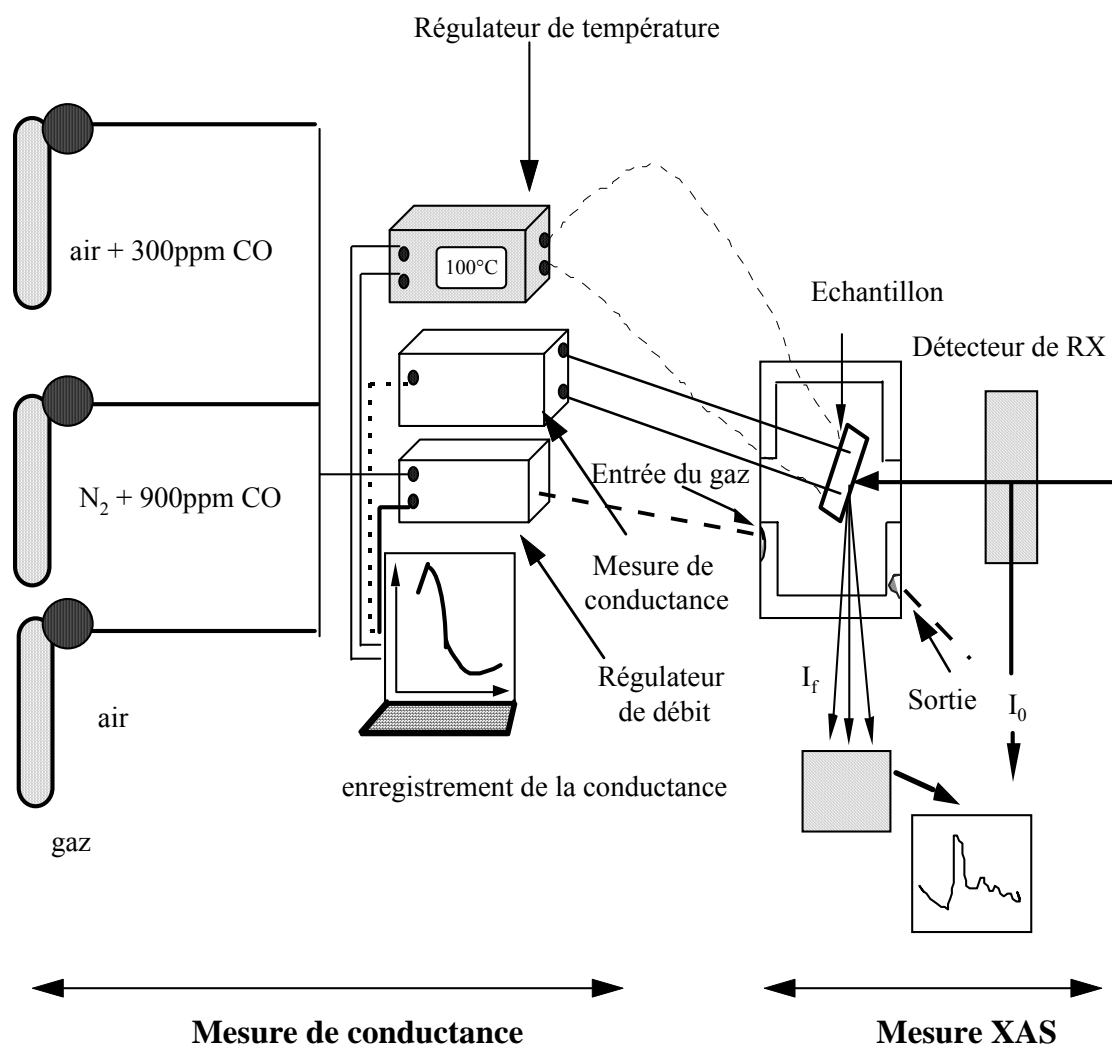 Régulateur de température
air + 300ppm CO
100°C
Echantillon
Détecteur de RX
N₂ + 900ppm CO
Entrée du gaz
Mesure de
conductance
Régulateur
de débit
I_f
Sortie
I₀
air
enregistrement de la conductance
gaz
Mesure de conductance
Mesure XAS